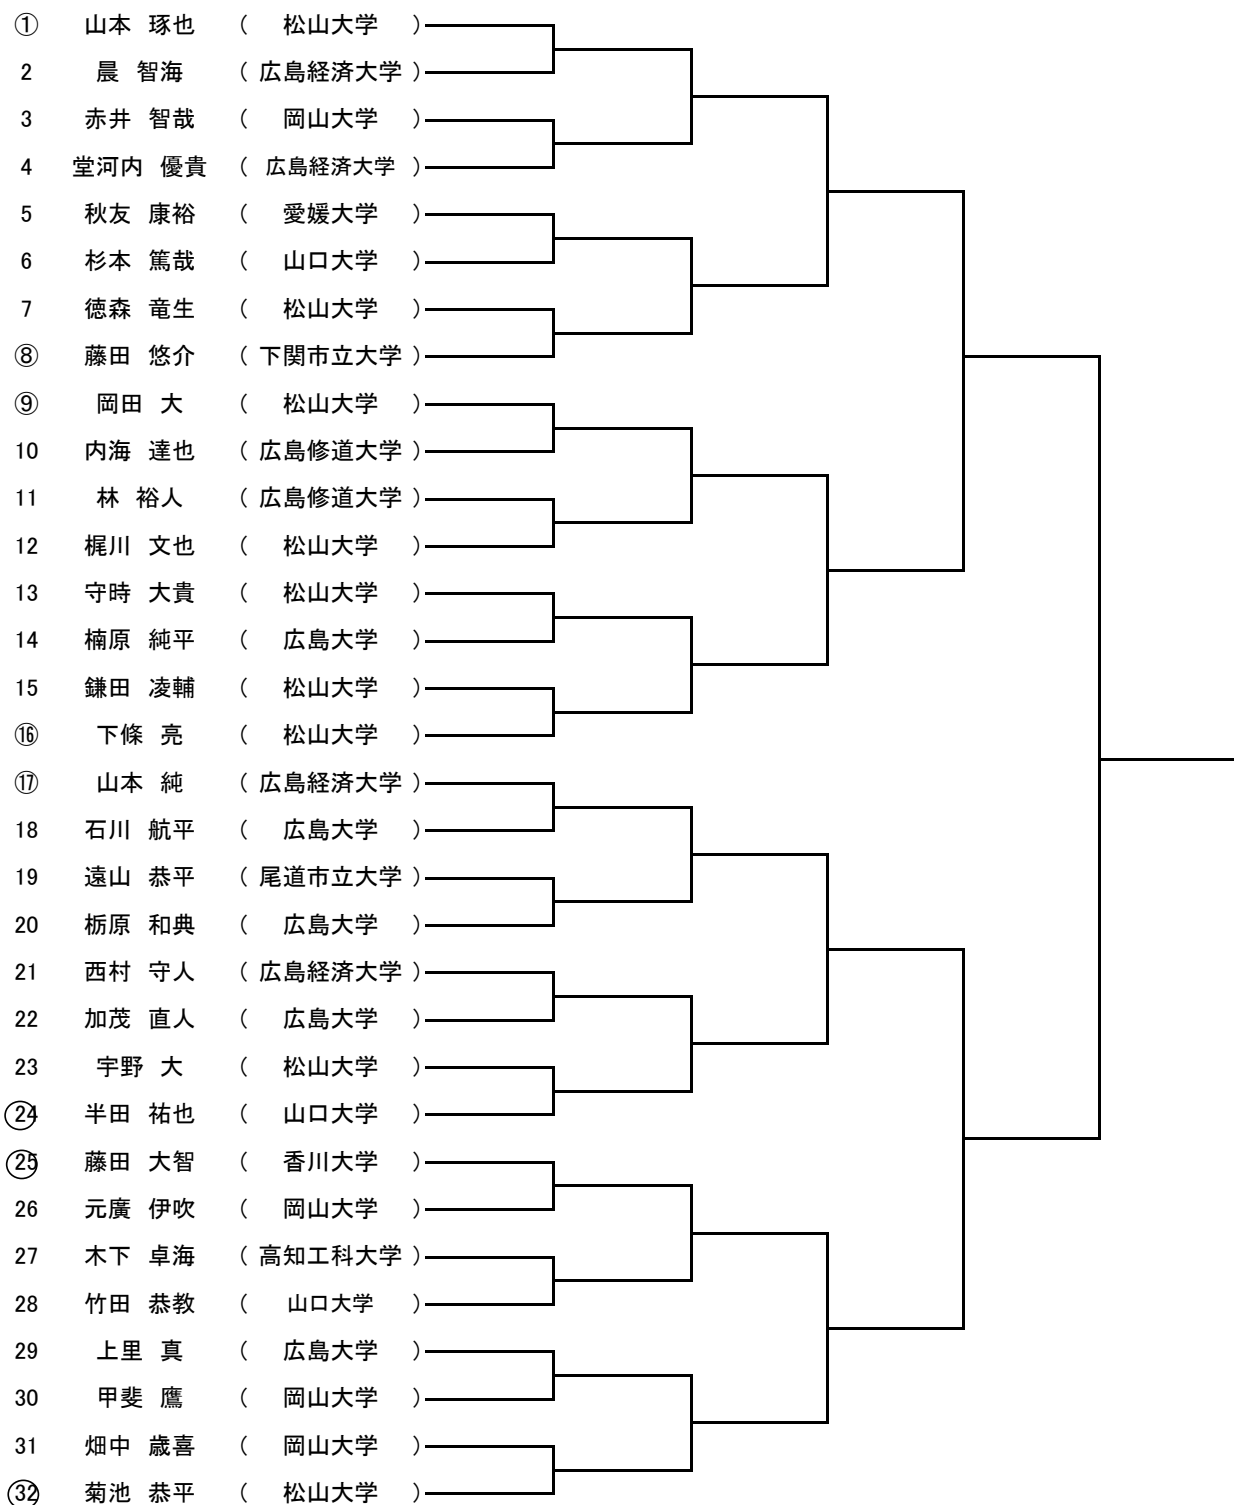 ① 山本 琢也 ( 松山大学 )
2 晨 智海 ( 広島経済大学 )
3 赤井 智哉 ( 岡山大学 )
4 堂河内 優貴 ( 広島経済大学 )
5 秋友 康裕 ( 愛媛大学 )
6 杉本 篤哉 ( 山口大学 )
7 徳森 竜生 ( 松山大学 )
⑧ 藤田 悠介 ( 下関市立大学 )
⑨ 岡田 大 ( 松山大学 )
10 内海 達也 ( 広島修道大学 )
11 林 裕人 ( 広島修道大学 )
12 梶川 文也 ( 松山大学 )
13 守時 大貴 ( 松山大学 )
14 楠原 純平 ( 広島大学 )
15 鎌田 凌輔 ( 松山大学 )
⑯ 下條 亮 ( 松山大学 )
⑰ 山本 純 ( 広島経済大学 )
18 石川 航平 ( 広島大学 )
19 遠山 恭平 ( 尾道市立大学 )
20 栃原 和典 ( 広島大学 )
21 西村 守人 ( 広島経済大学 )
22 加茂 直人 ( 広島大学 )
23 宇野 大 ( 松山大学 )
24 半田 祐也 ( 山口大学 )
25 藤田 大智 ( 香川大学 )
26 元廣 伊吹 ( 岡山大学 )
27 木下 卓海 ( 高知工科大学 )
28 竹田 恭教 ( 山口大学 )
29 上里 真 ( 広島大学 )
30 甲斐 鷹 ( 岡山大学 )
31 畑中 歳喜 ( 岡山大学 )
32 菊池 恭平 ( 松山大学 )